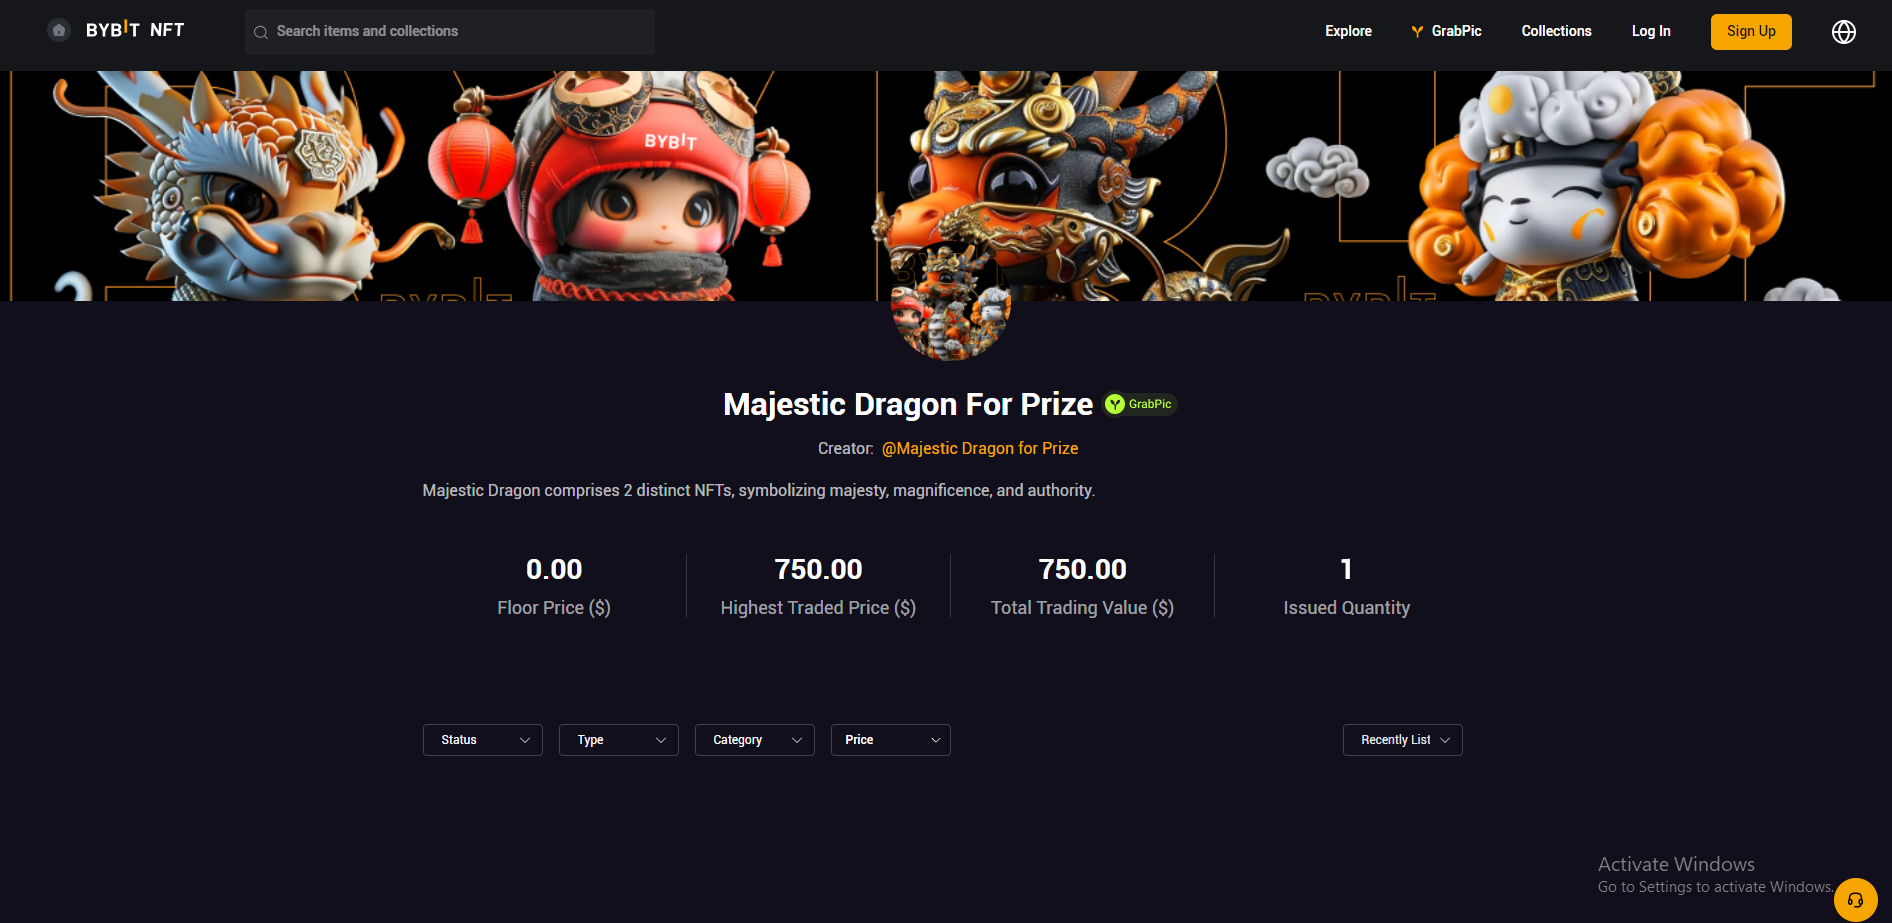 BYBIT NFT
Search items and collections
Explore
GrabPic
Collections
Log In
Sign Up
BYBIT
BYBIT
BYBIT
Majestic Dragon For Prize
GrabPic
Creator: @Majestic Dragon for Prize
Majestic Dragon comprises 2 distinct NFTs, symbolizing majesty, magnificence, and authority.
0.00
Floor Price ($)
750.00
Highest Traded Price ($)
750.00
Total Trading Value ($)
1
Issued Quantity
Status
Type
Category
Price
Recently List
Activate Windows
Go to Settings to activate Windows.